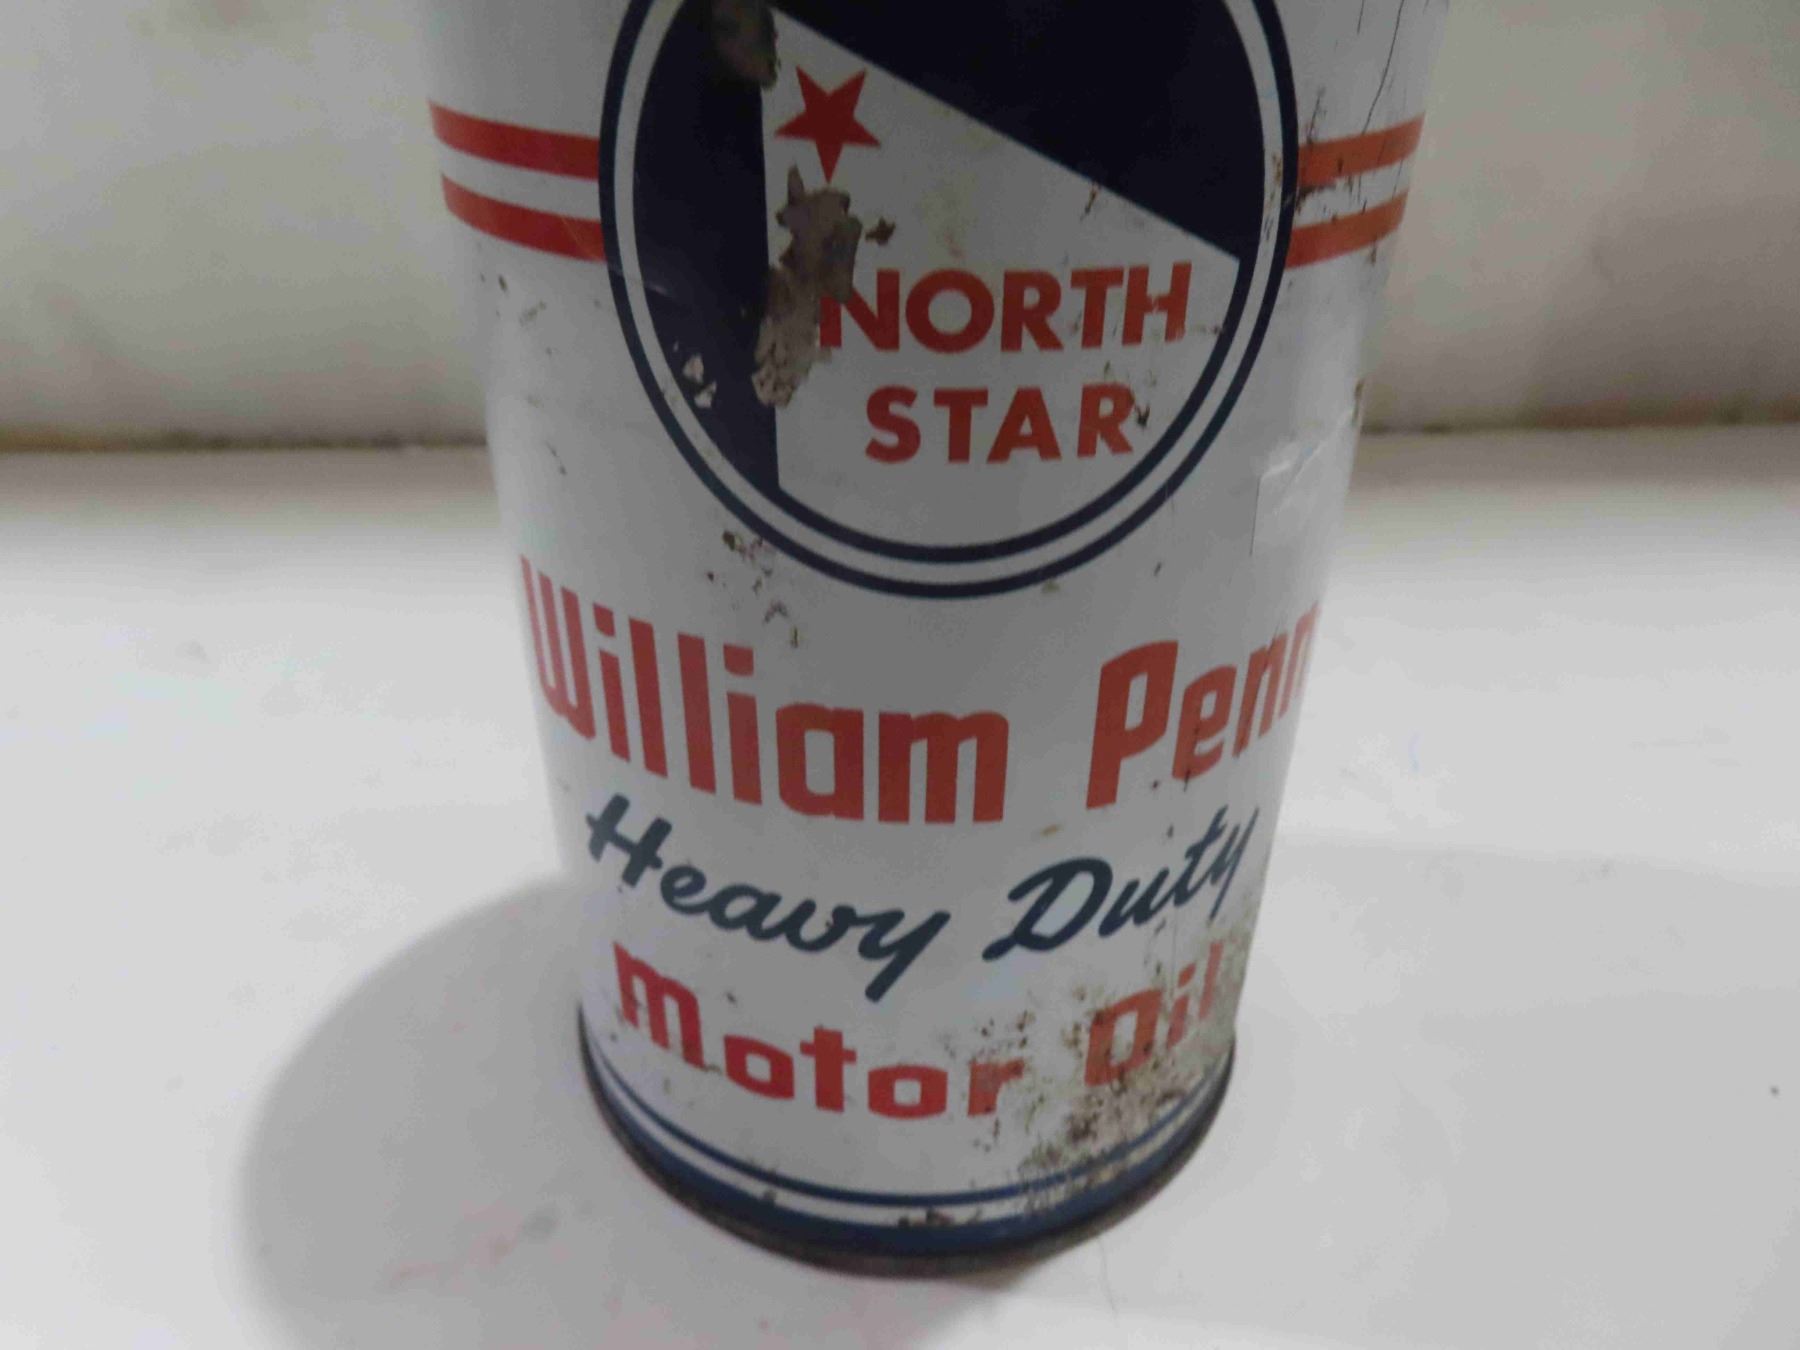 NORTH
STAR
William Penn
Heavy Duty
Motor Oil